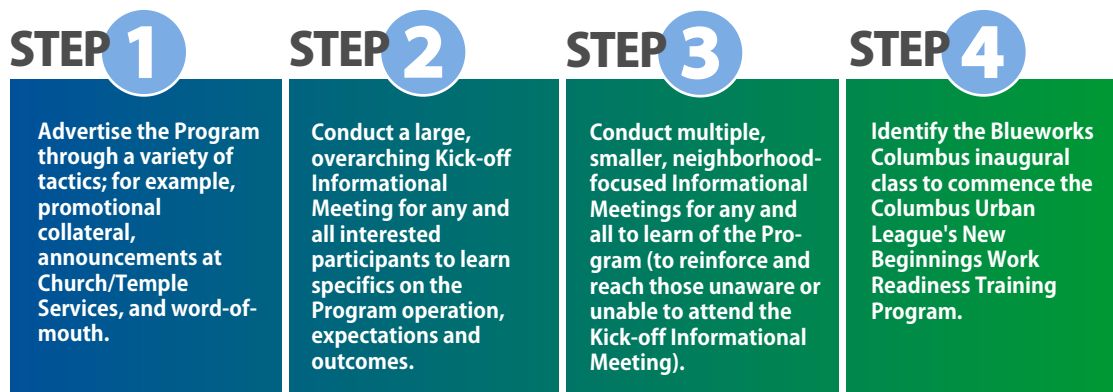 STEP 1
Advertise the Program
through a variety of
tactics; for example,
promotional
collateral,
announcements at
Church/Temple
Services, and word-of-
mouth.
STEP 2
Conduct a large,
overarching Kick-off
Informational
Meeting for any and
all interested
participants to learn
specifics on the
Program operation,
expectations and
outcomes.
STEP 3
Conduct multiple,
smaller, neighborhood-
focused Informational
Meetings for any and
all to learn of the Pro-
gram (to reinforce and
reach those unaware or
unable to attend the
Kick-off Informational
Meeting).
STEP 4
Identify the Blueworks
Columbus inaugural
class to commence the
Columbus Urban
League's New
Beginnings Work
Readiness Training
Program.